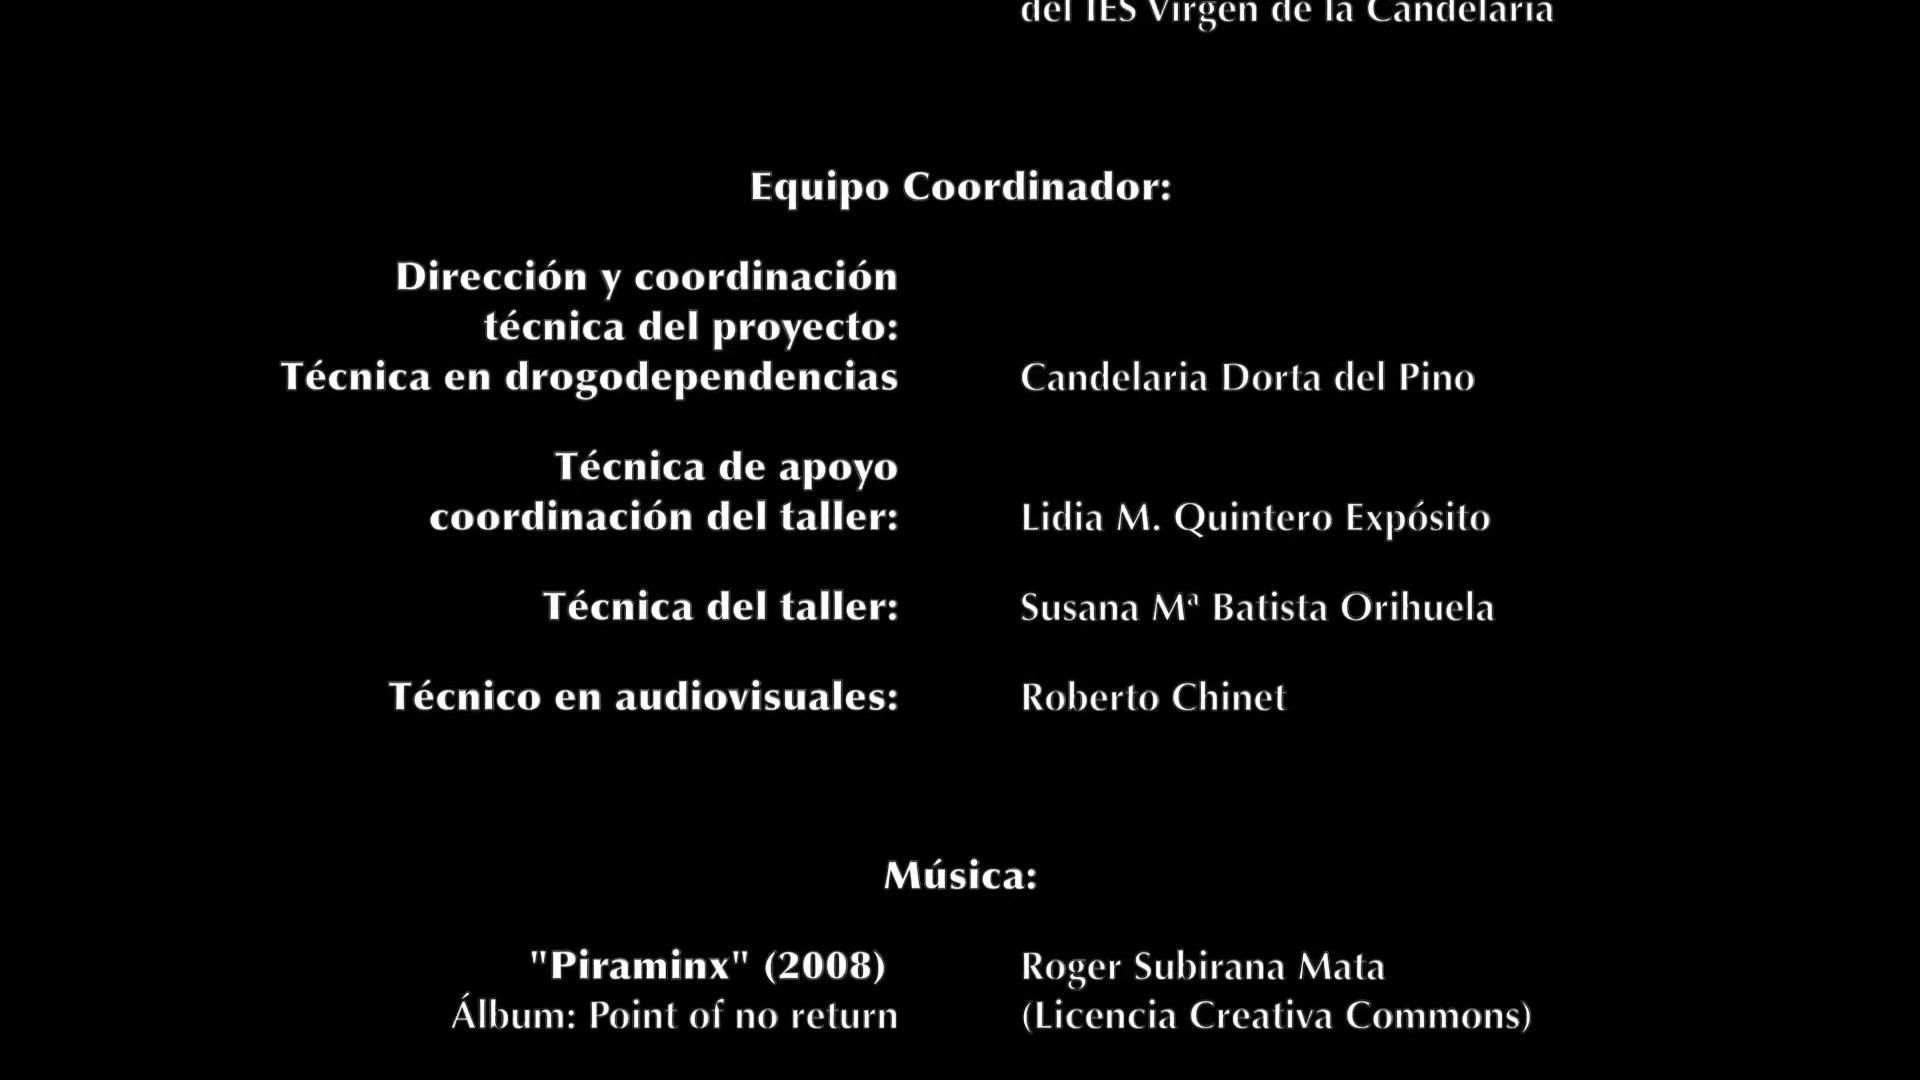 del IES Virgen de la Candelaria
Equipo Coordinador:
Dirección y coordinación
técnica del proyecto:
Técnica en drogodependencias Candelaria Dorta del Pino
Técnica de apoyo
coordinación del taller: Lidia M. Quintero Expósito
Técnica del taller: Susana Mª Batista Orihuela
Técnico en audiovisuales: Roberto Chinet
Música:
"Piraminx" (2008) Roger Subirana Mata
Álbum: Point of no return (Licencia Creativa Commons)